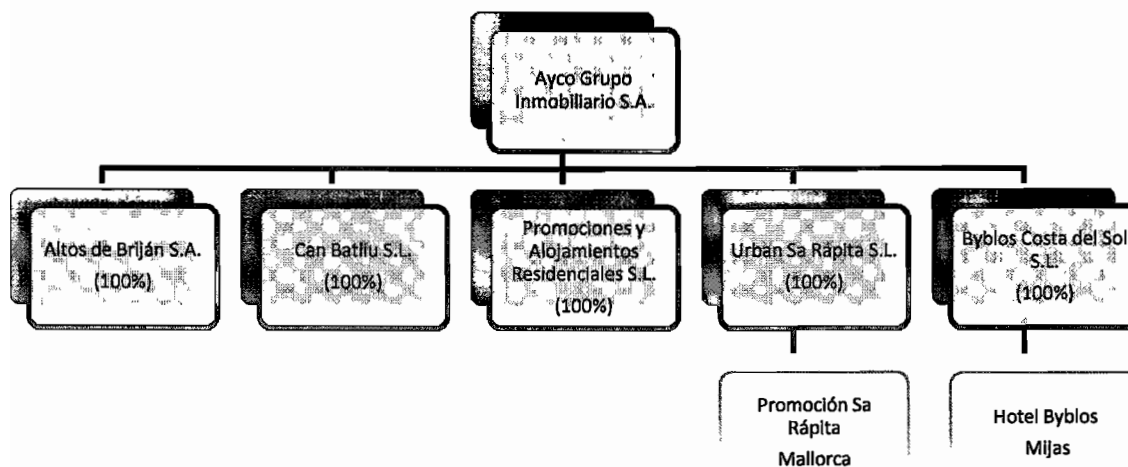 Ayco Grupo
Inmobiliario S.A.
Altos de Briján S.A.
(100%)
Can Batliu S.L.
(100%)
Promociones y
Alojamientos
Residenciales S.L.
(100%)
Urban Sa Rápita S.L.
(100%)
Byblos Costa del Sol
S.L.
(100%)
Promoción Sa
Rápita
Mallorca
Hotel Byblos
Mijas